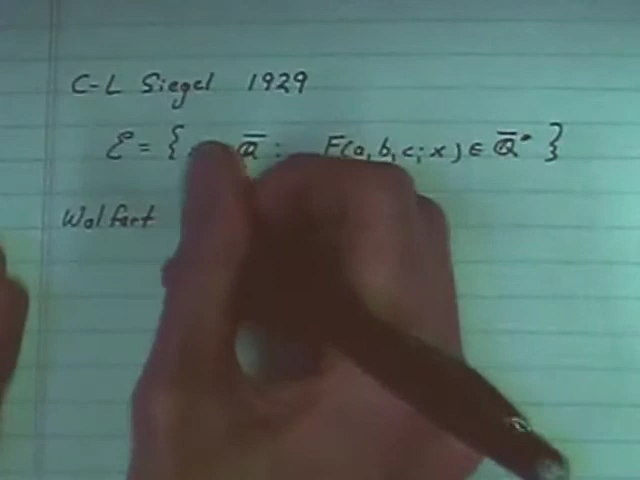 C-L Siegel 1929
ℰ = { Q̄ : F(a, b, c; x) ∈ Q̄* }
Wolfart